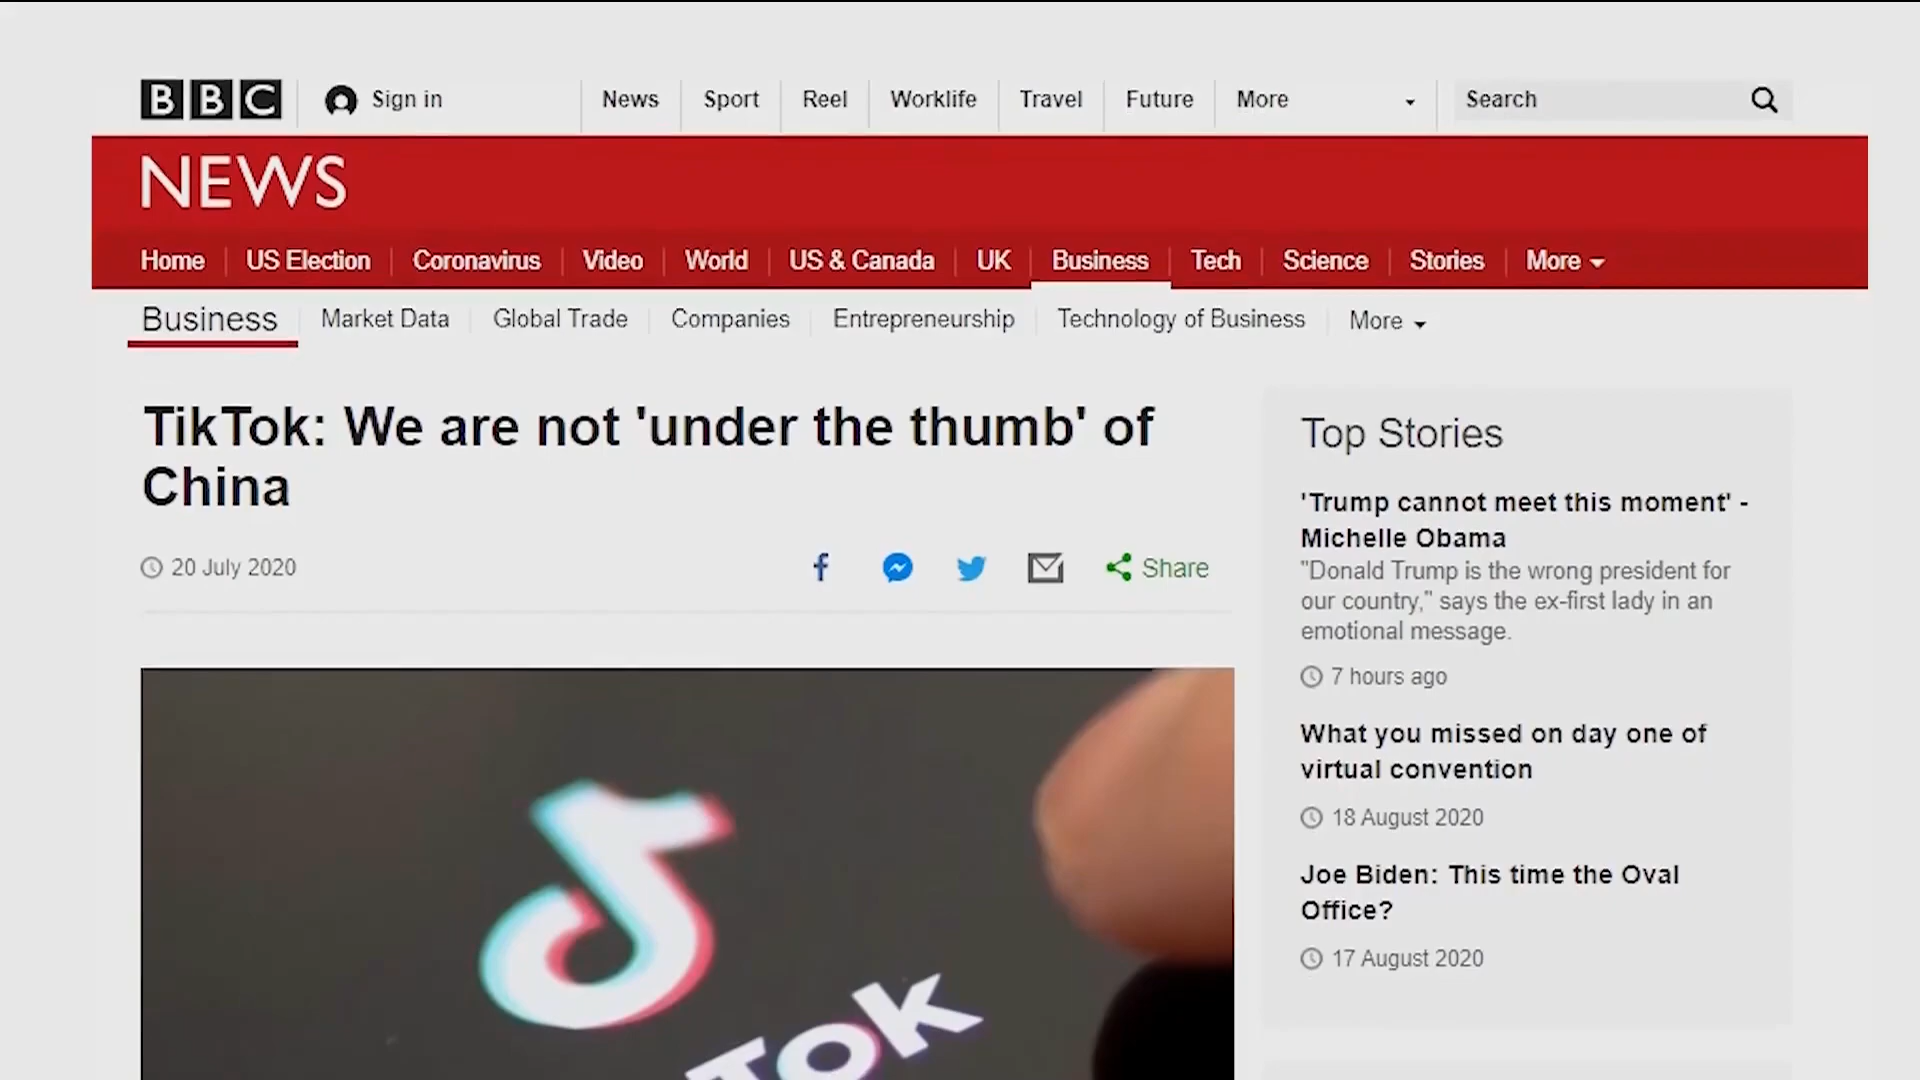 BBC Sign in News Sport Reel Worklife Travel Future More Search
NEWS
Home US Election Coronavirus Video World US & Canada UK Business Tech Science Stories More
Business Market Data Global Trade Companies Entrepreneurship Technology of Business More
TikTok: We are not 'under the thumb' of
China
20 July 2020
Share
Top Stories
'Trump cannot meet this moment' -
Michelle Obama
"Donald Trump is the wrong president for
our country," says the ex-first lady in an
emotional message.
7 hours ago
What you missed on day one of
virtual convention
18 August 2020
Joe Biden: This time the Oval
Office?
17 August 2020
Tok